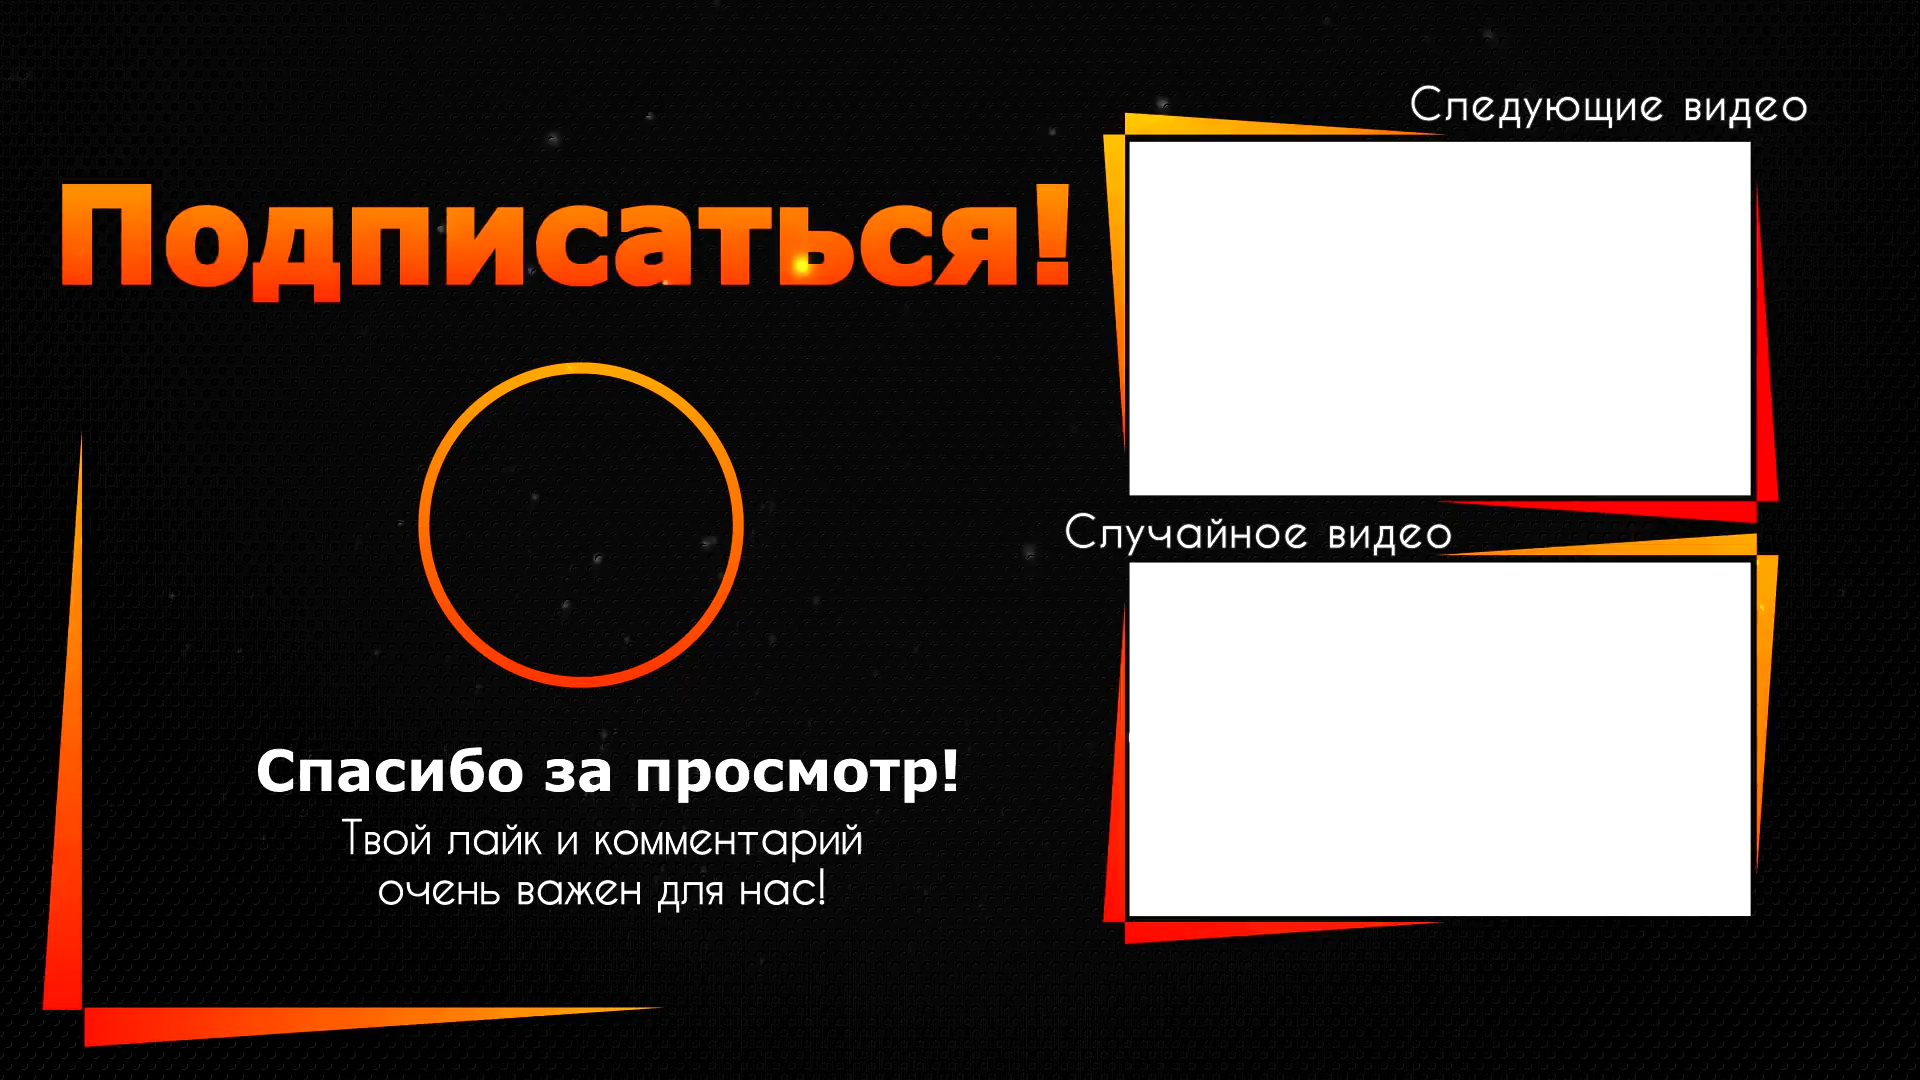 Подписаться!
Спасибо за просмотр!
Твой лайк и комментарий
очень важен для нас!
Следующие видео
Случайное видео